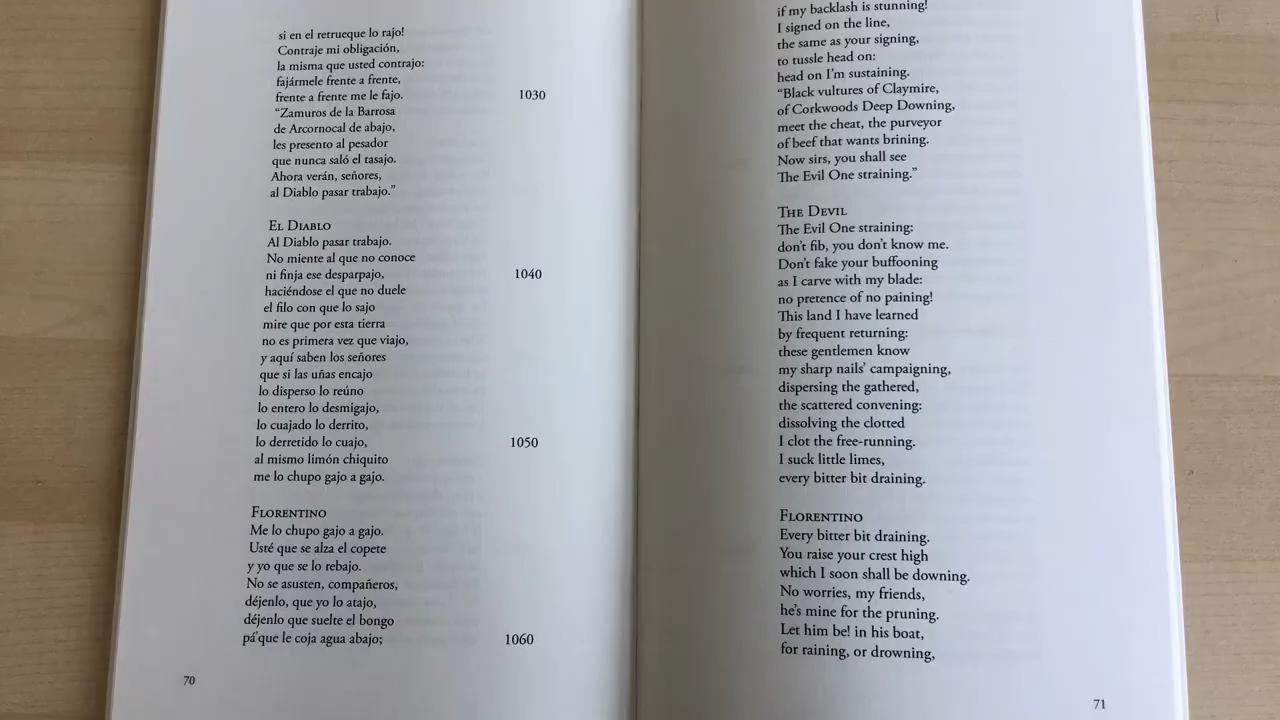 si en el retrueque lo rajo!
Contraje mi obligación,
la misma que usted contrajo:
fajármele frente a frente,
frente a frente me le fajo. 1030
“Zamuros de la Barrosa
de Arcornocal de abajo,
les presento al pesador
que nunca saló el tasajo.
Ahora verán, señores,
al Diablo pasar trabajo.”
El Diablo
Al Diablo pasar trabajo.
No miente al que no conoce
ni finja ese desparpajo, 1040
haciéndose el que no duele
el filo con que lo sajo
mire que por esta tierra
no es primera vez que viajo,
y aquí saben los señores
que si las uñas encajo
lo disperso lo reúno
lo entero lo desmigajo,
lo cuajado lo derrito,
lo derretido lo cuajo, 1050
al mismo limón chiquito
me lo chupo gajo a gajo.
Florentino
Me lo chupo gajo a gajo.
Usté que se alza el copete
y yo que se lo rebajo.
No se asusten, compañeros,
déjenlo, que yo lo atajo,
déjenlo que suelte el bongo
pá’que le coja agua abajo; 1060
70
if my backlash is stunning!
I signed on the line,
the same as your signing,
to tussle head on:
head on I’m sustaining.
“Black vultures of Claymire,
of Corkwoods Deep Downing,
meet the cheat, the purveyor
of beef that wants brining.
Now sirs, you shall see
The Evil One straining.”
The Devil
The Evil One straining:
don’t fib, you don’t know me.
Don’t fake your buffooning
as I carve with my blade:
no pretence of no paining!
This land I have learned
by frequent returning:
these gentlemen know
my sharp nails’ campaigning,
dispersing the gathered,
the scattered convening:
dissolving the clotted
I clot the free-running.
I suck little limes,
every bitter bit draining.
Florentino
Every bitter bit draining.
You raise your crest high
which I soon shall be downing.
No worries, my friends,
he’s mine for the pruning.
Let him be! in his boat,
for raining, or drowning,
71